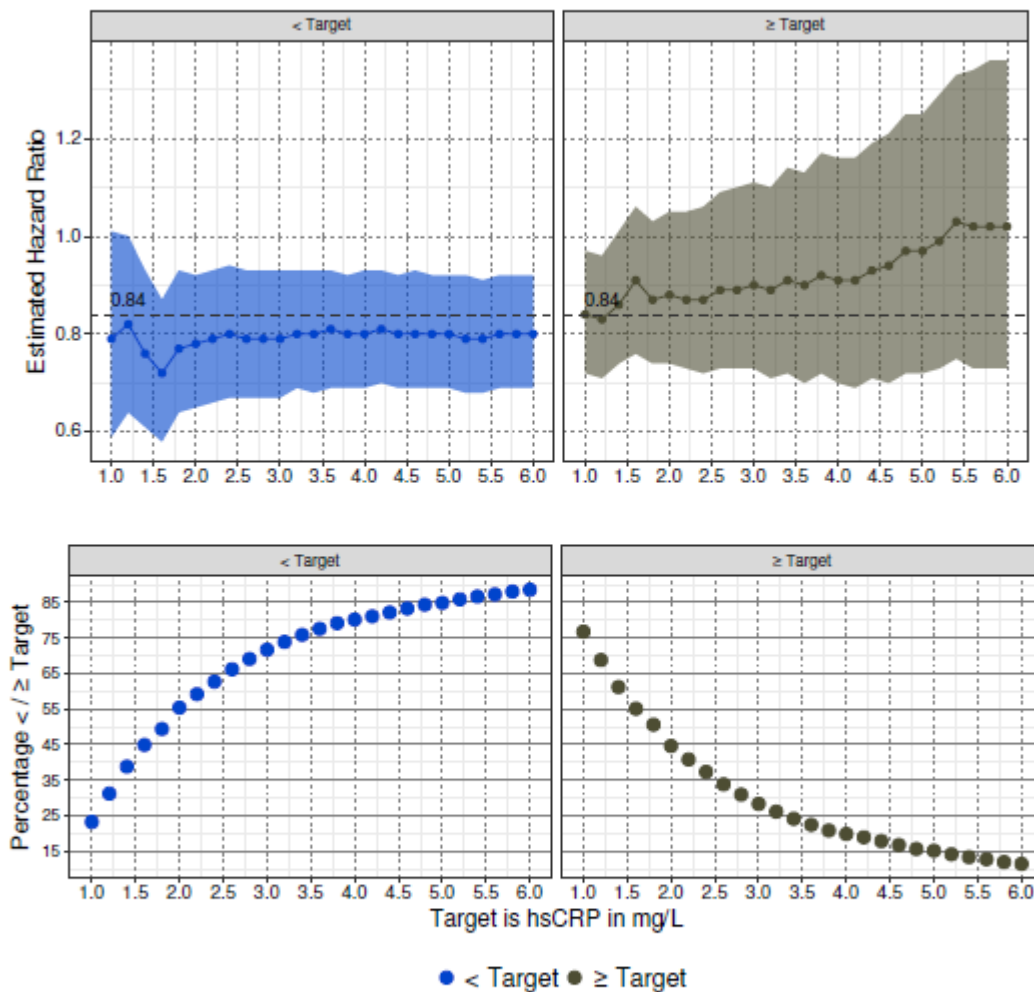 < Target ≥ Target
Estimated Hazard Ratio
1.2
1.0
0.8
0.6
0.84 0.84
1.0 1.5 2.0 2.5 3.0 3.5 4.0 4.5 5.0 5.5 6.0 1.0 1.5 2.0 2.5 3.0 3.5 4.0 4.5 5.0 5.5 6.0
< Target ≥ Target
Percentage < / ≥ Target
85
75
65
55
45
35
25
15
1.0 1.5 2.0 2.5 3.0 3.5 4.0 4.5 5.0 5.5 6.0 1.0 1.5 2.0 2.5 3.0 3.5 4.0 4.5 5.0 5.5 6.0
Target is hsCRP in mg/L
< Target ≥ Target